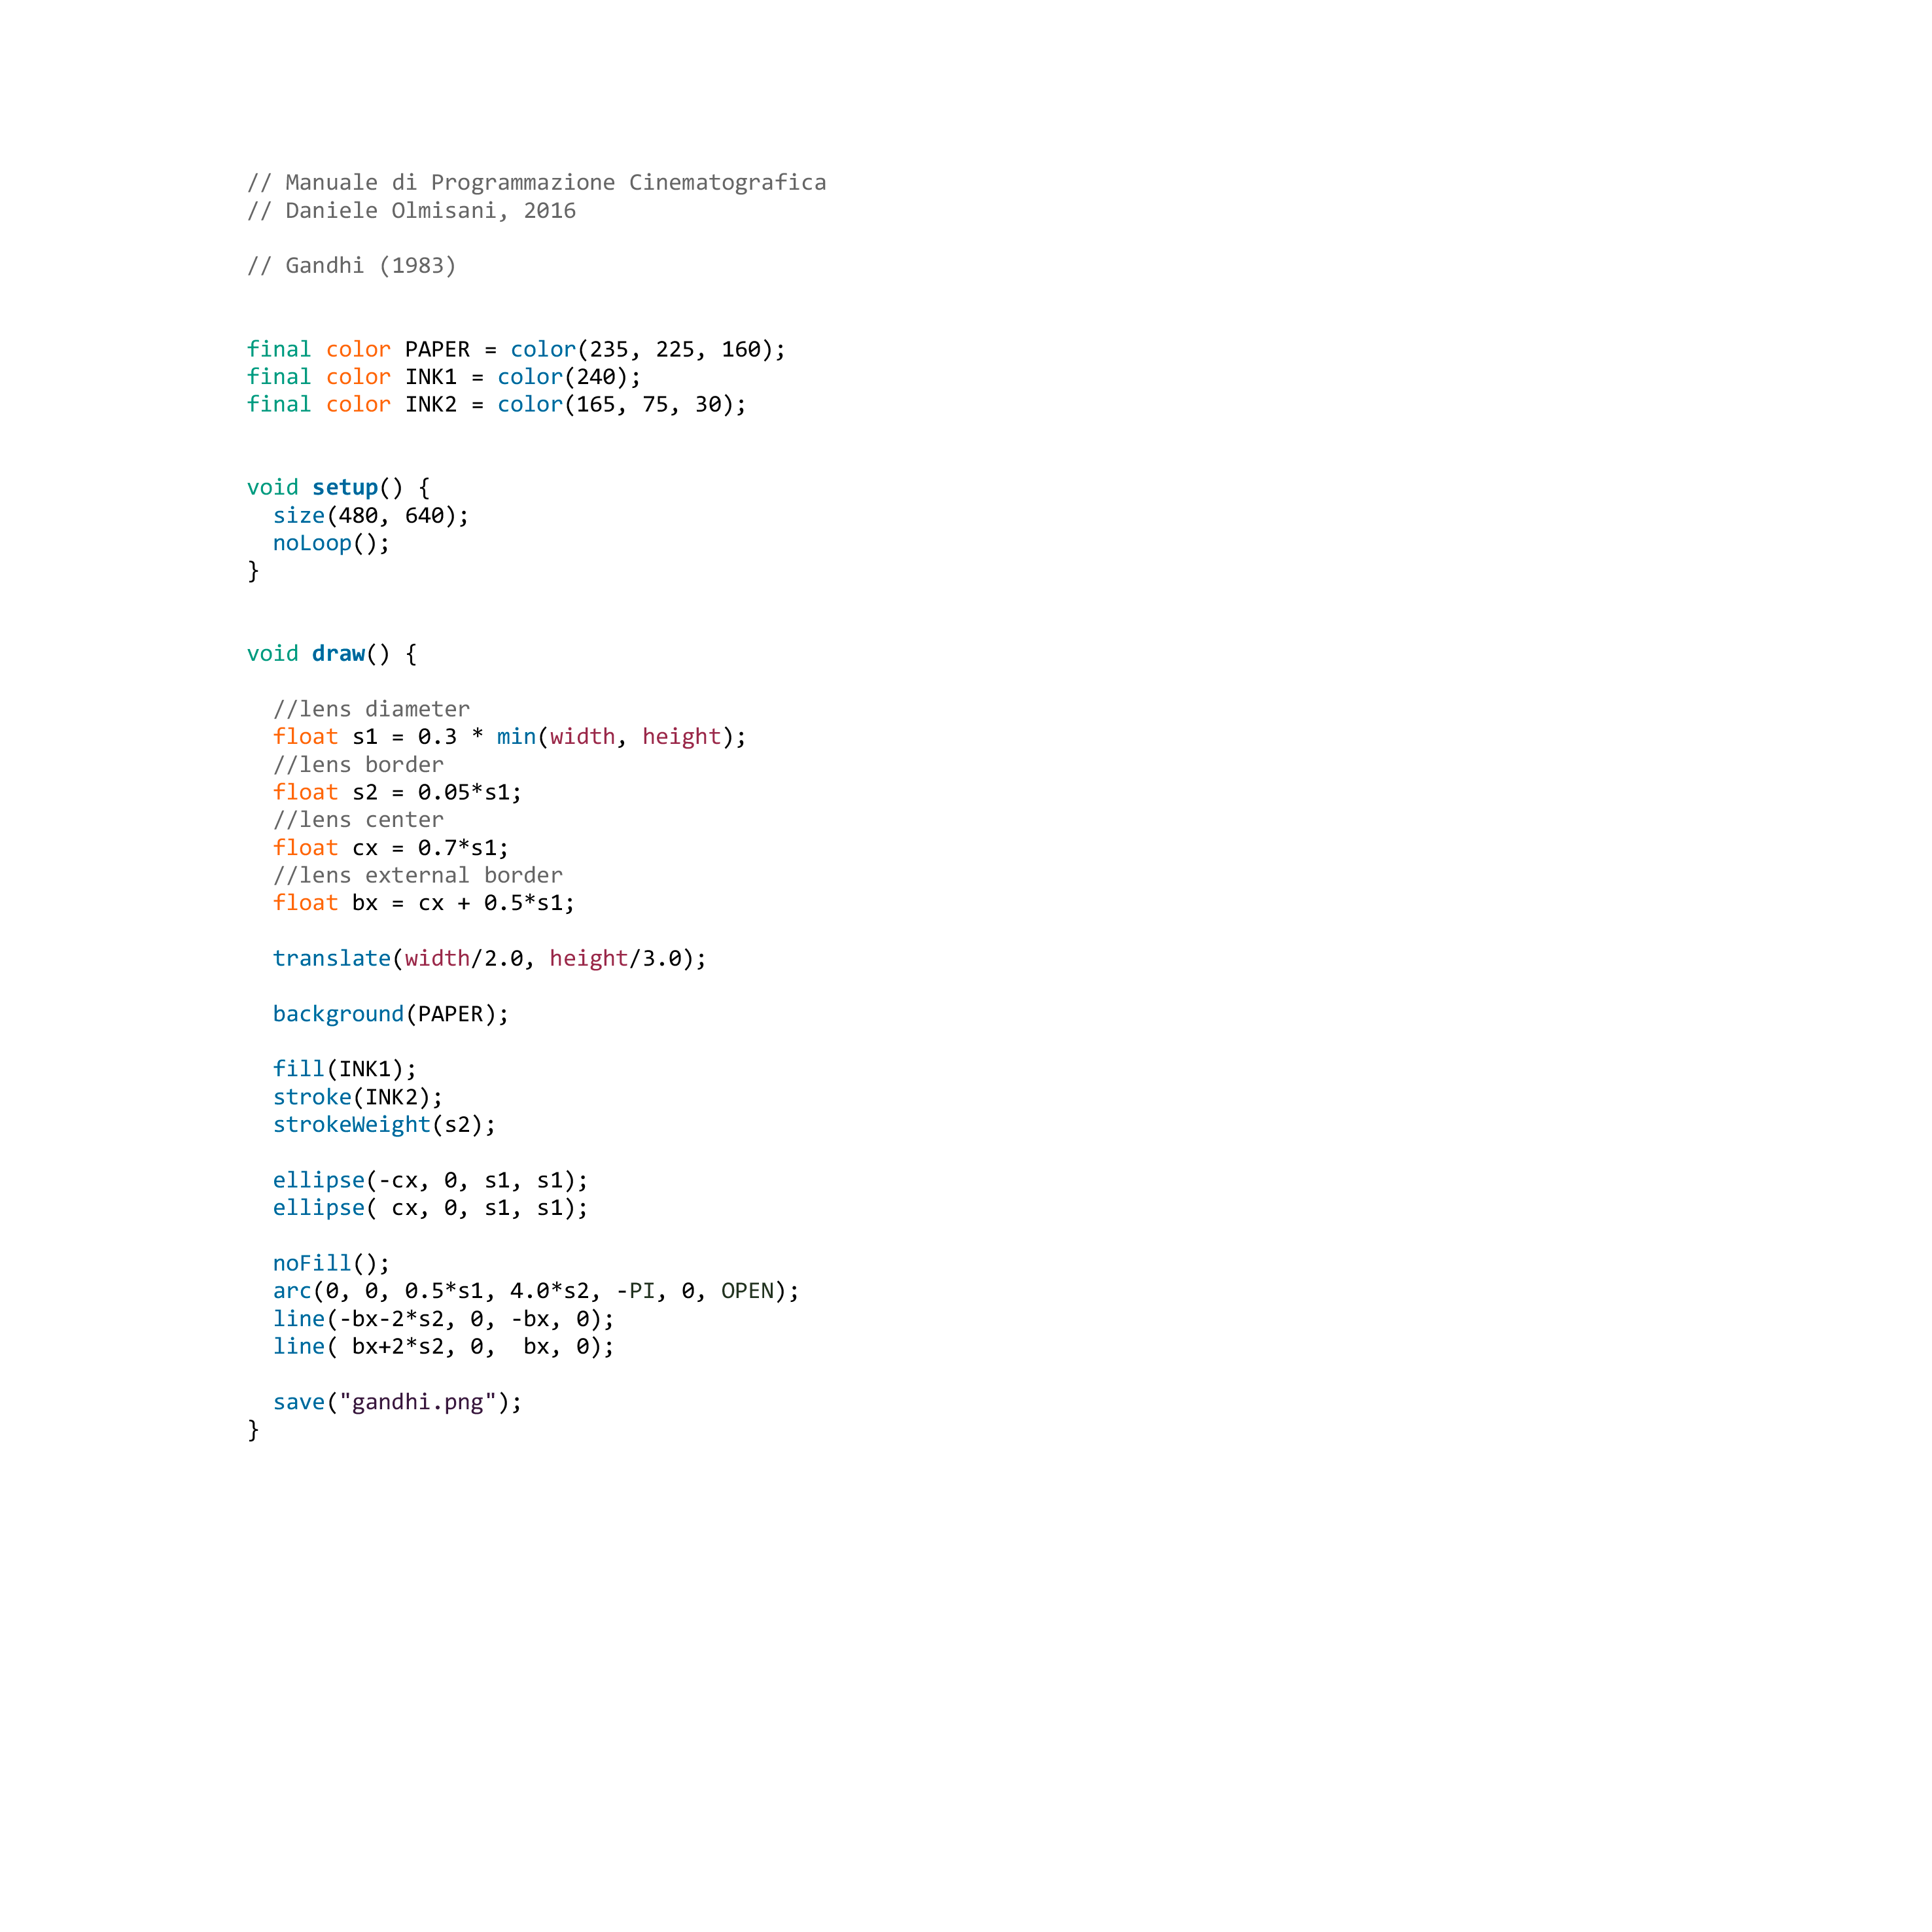 // Manuale di Programmazione Cinematografica
// Daniele Olmisani, 2016
// Gandhi (1983)
final color PAPER = color(235, 225, 160);
final color INK1 = color(240);
final color INK2 = color(165, 75, 30);
void setup() {
  size(480, 640);
  noLoop();
}
void draw() {
  //lens diameter
  float s1 = 0.3 * min(width, height);
  //lens border
  float s2 = 0.05*s1;
  //lens center
  float cx = 0.7*s1;
  //lens external border
  float bx = cx + 0.5*s1;
  translate(width/2.0, height/3.0);
  background(PAPER);
  fill(INK1);
  stroke(INK2);
  strokeWeight(s2);
  ellipse(-cx, 0, s1, s1);
  ellipse( cx, 0, s1, s1);
  noFill();
  arc(0, 0, 0.5*s1, 4.0*s2, -PI, 0, OPEN);
  line(-bx-2*s2, 0, -bx, 0);
  line( bx+2*s2, 0,  bx, 0);
  save("gandhi.png");
}